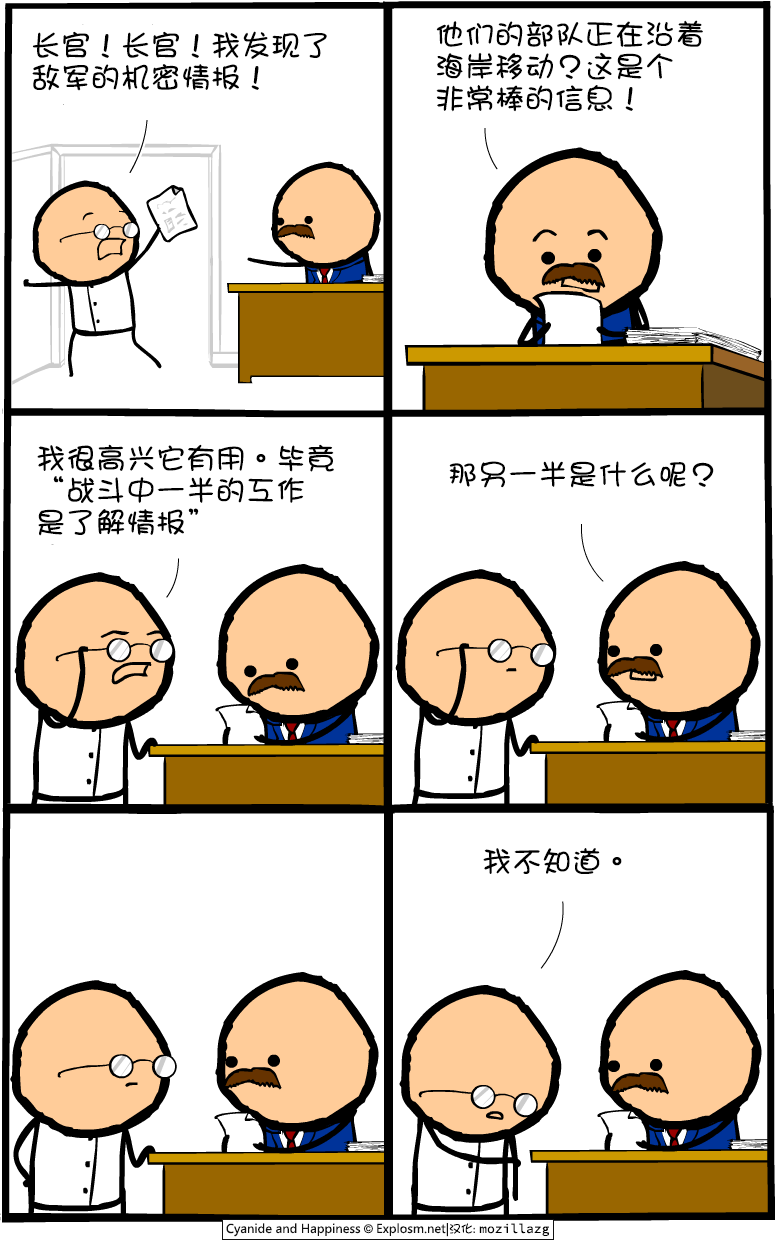 长官！长官！我发现了
敌军的机密情报！
他们的部队正在沿着
海岸移动？这是个
非常棒的信息！
我很高兴它有用。毕竟
“战斗中一半的工作
是了解情报”
那另一半是什么呢？
我不知道。
Cyanide and Happiness © Explosm.net|汉化: mozillazg